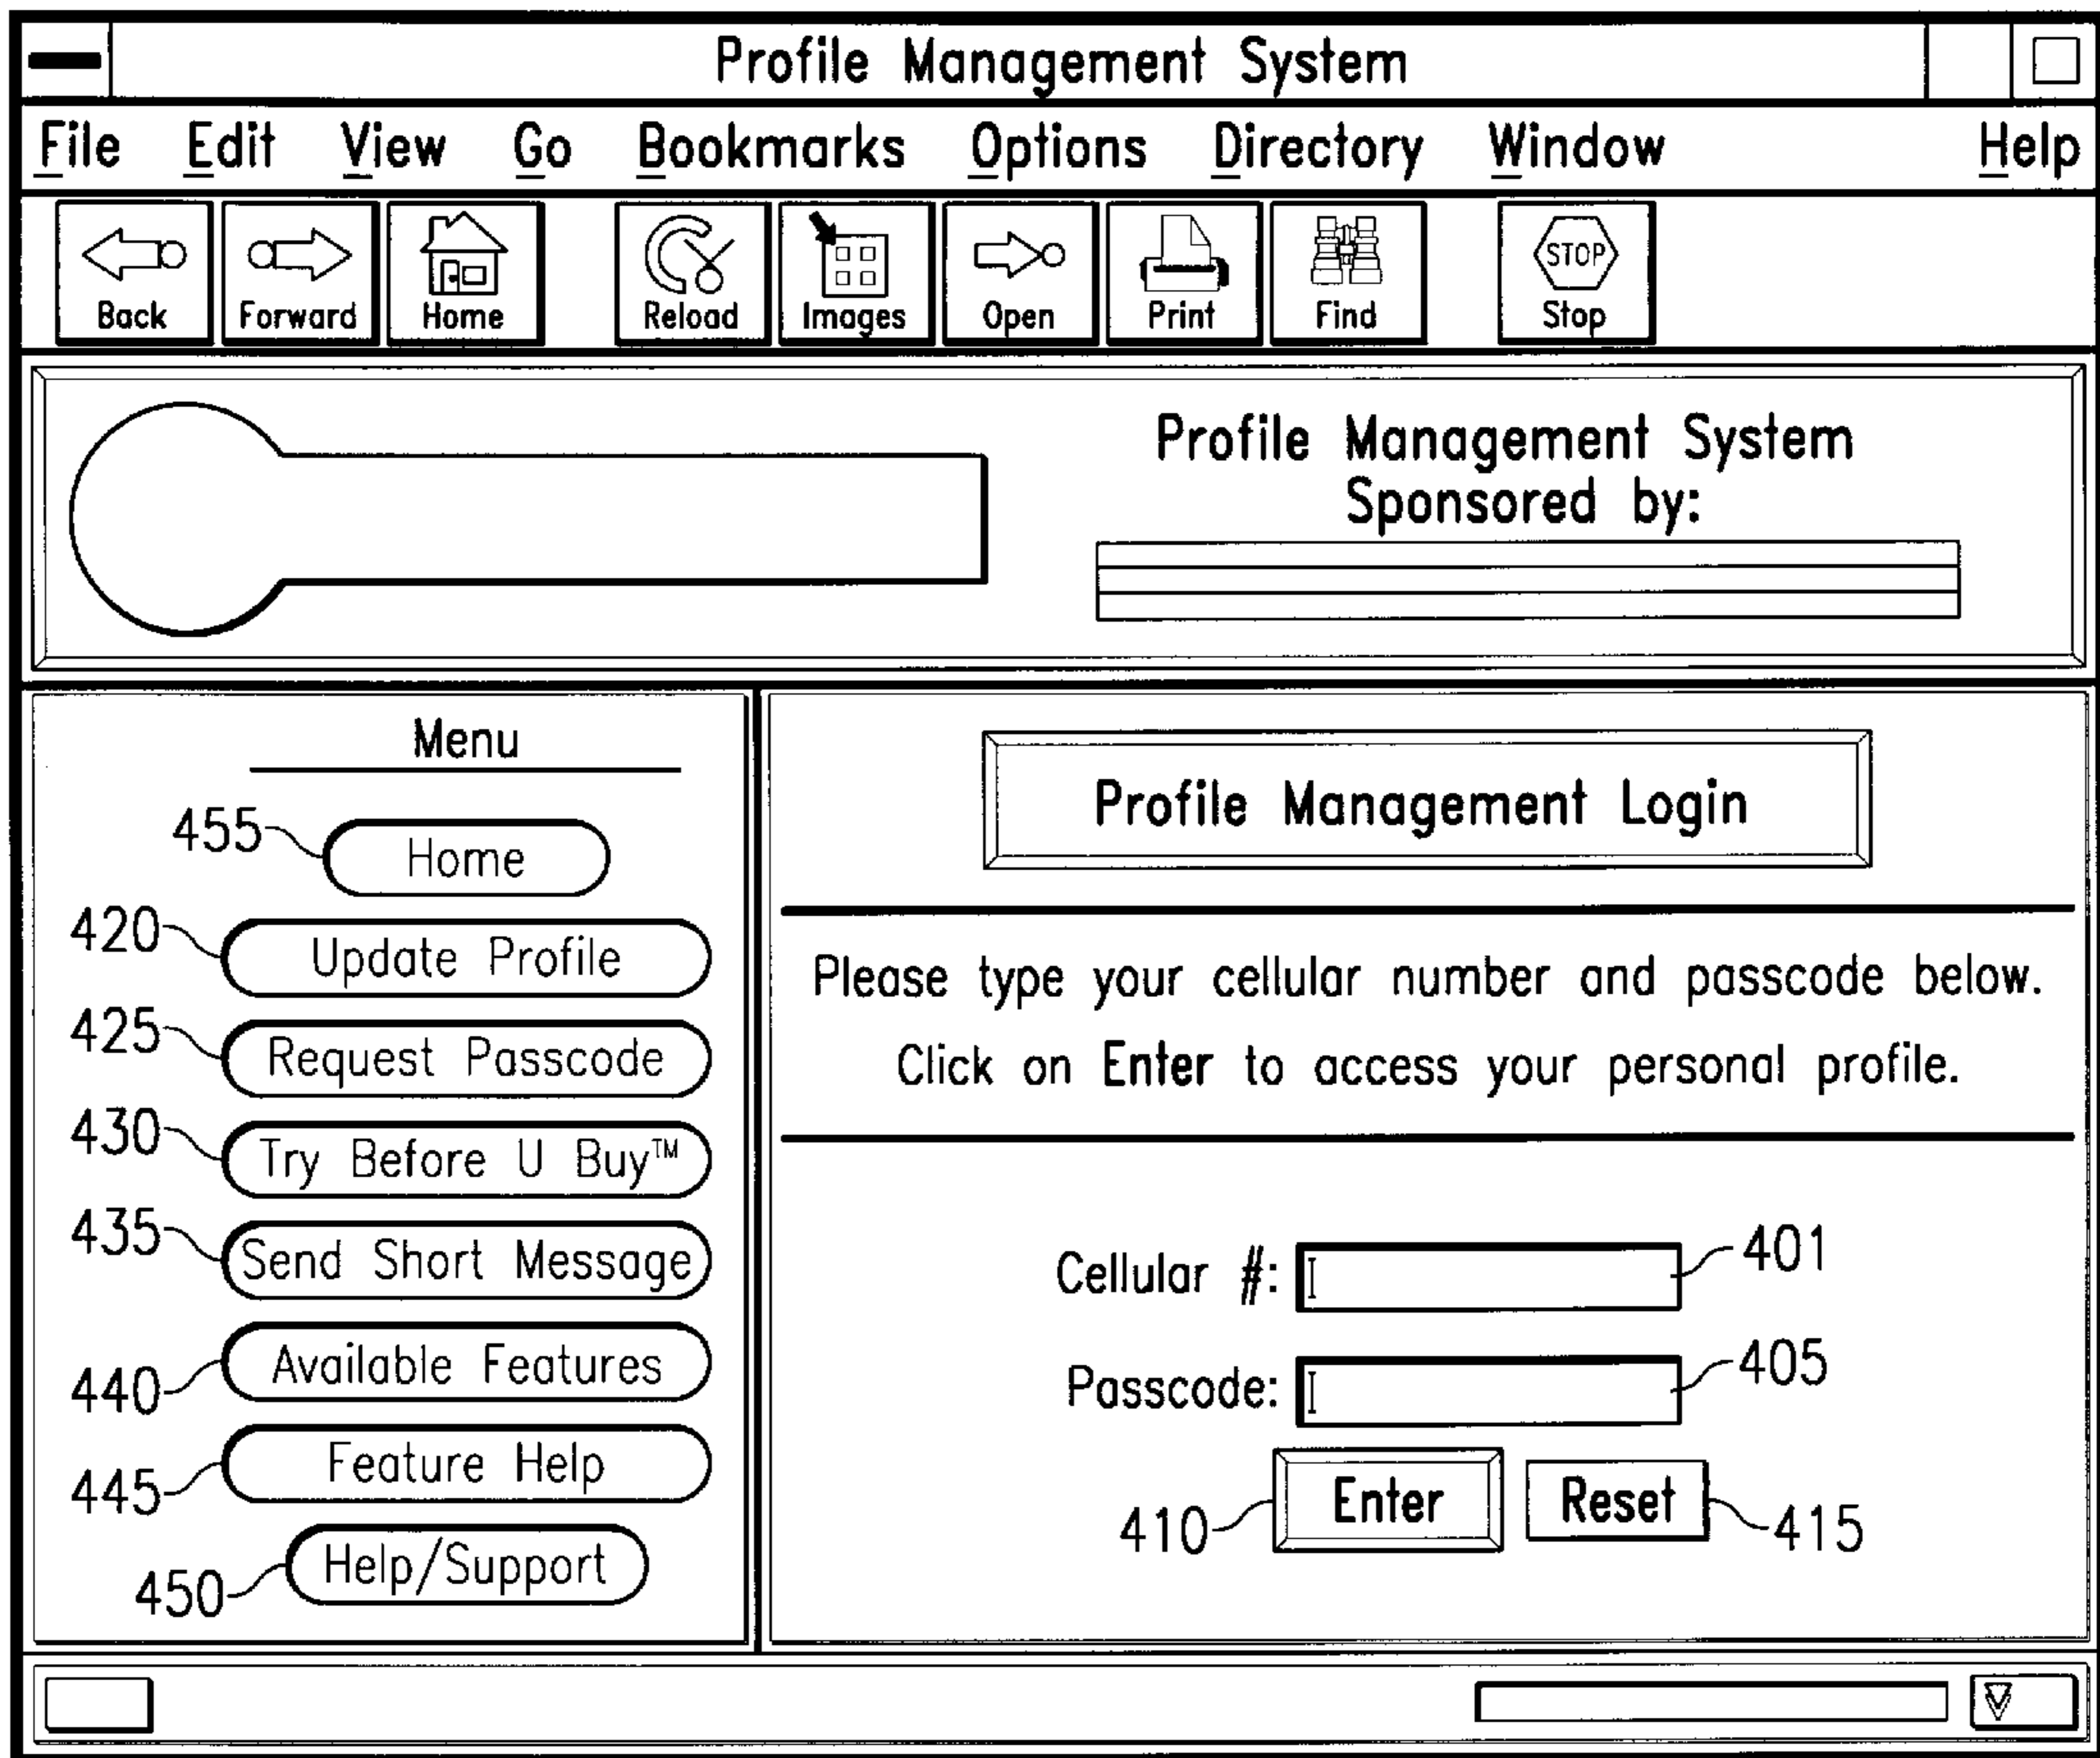 Profile Management System
File Edit View Go Bookmarks Options Directory Window Help
Back Forward Home Reload Images Open Print Find STOP Stop
Profile Management System
Sponsored by:
Menu
455 Home
420 Update Profile
425 Request Passcode
430 Try Before U Buy™
435 Send Short Message
440 Available Features
445 Feature Help
450 Help/Support
Profile Management Login
Please type your cellular number and passcode below.
Click on Enter to access your personal profile.
Cellular #: 401
Passcode: 405
410 Enter Reset 415